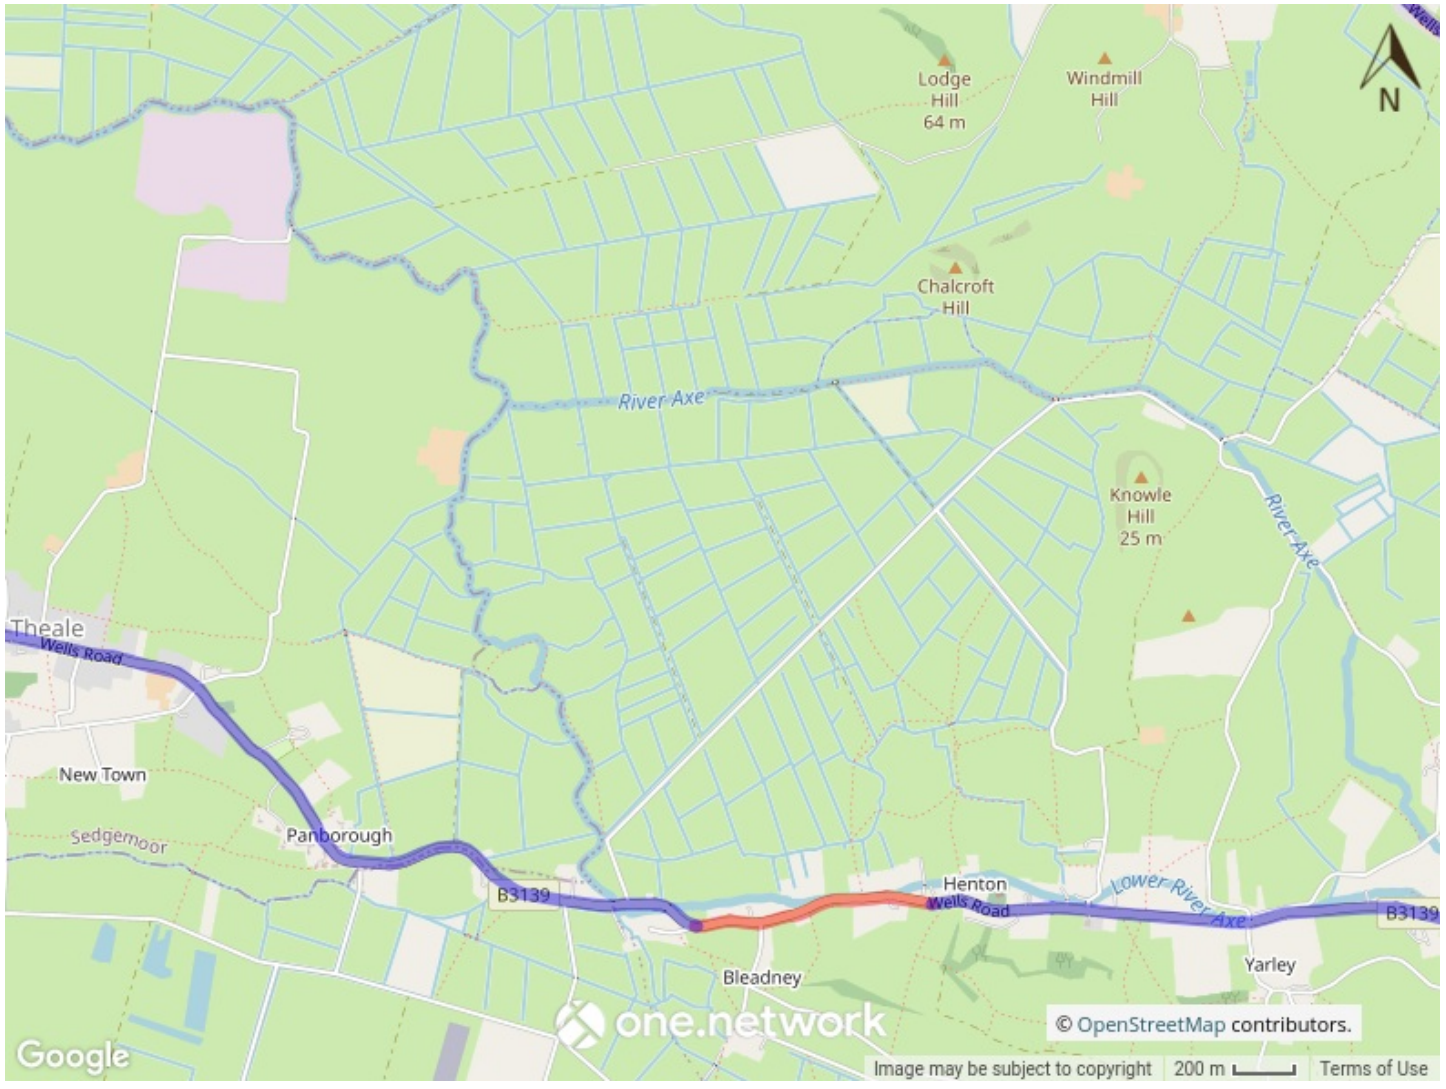 Wells
Lodge
Hill
64 m
Windmill
Hill
N
Chalcroft
Hill
River Axe
Knowle
Hill
25 m
River Axe
Theale
Wells Road
New Town
Panborough
Sedgemoor
B3139
Henton
Wells Road
Lower River Axe
B3139
Bleadney
Yarley
one.network
© OpenStreetMap contributors.
Google
Image may be subject to copyright
200 m
Terms of Use